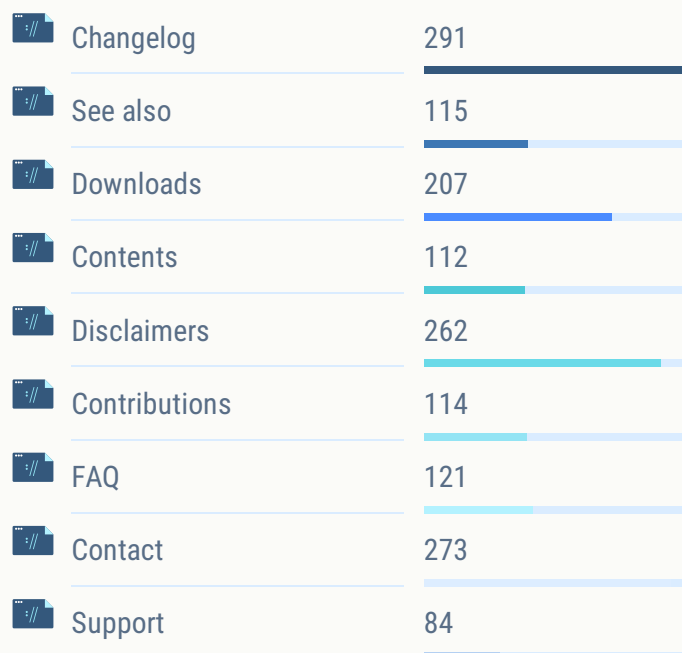 Changelog 291
See also 115
Downloads 207
Contents 112
Disclaimers 262
Contributions 114
FAQ 121
Contact 273
Support 84